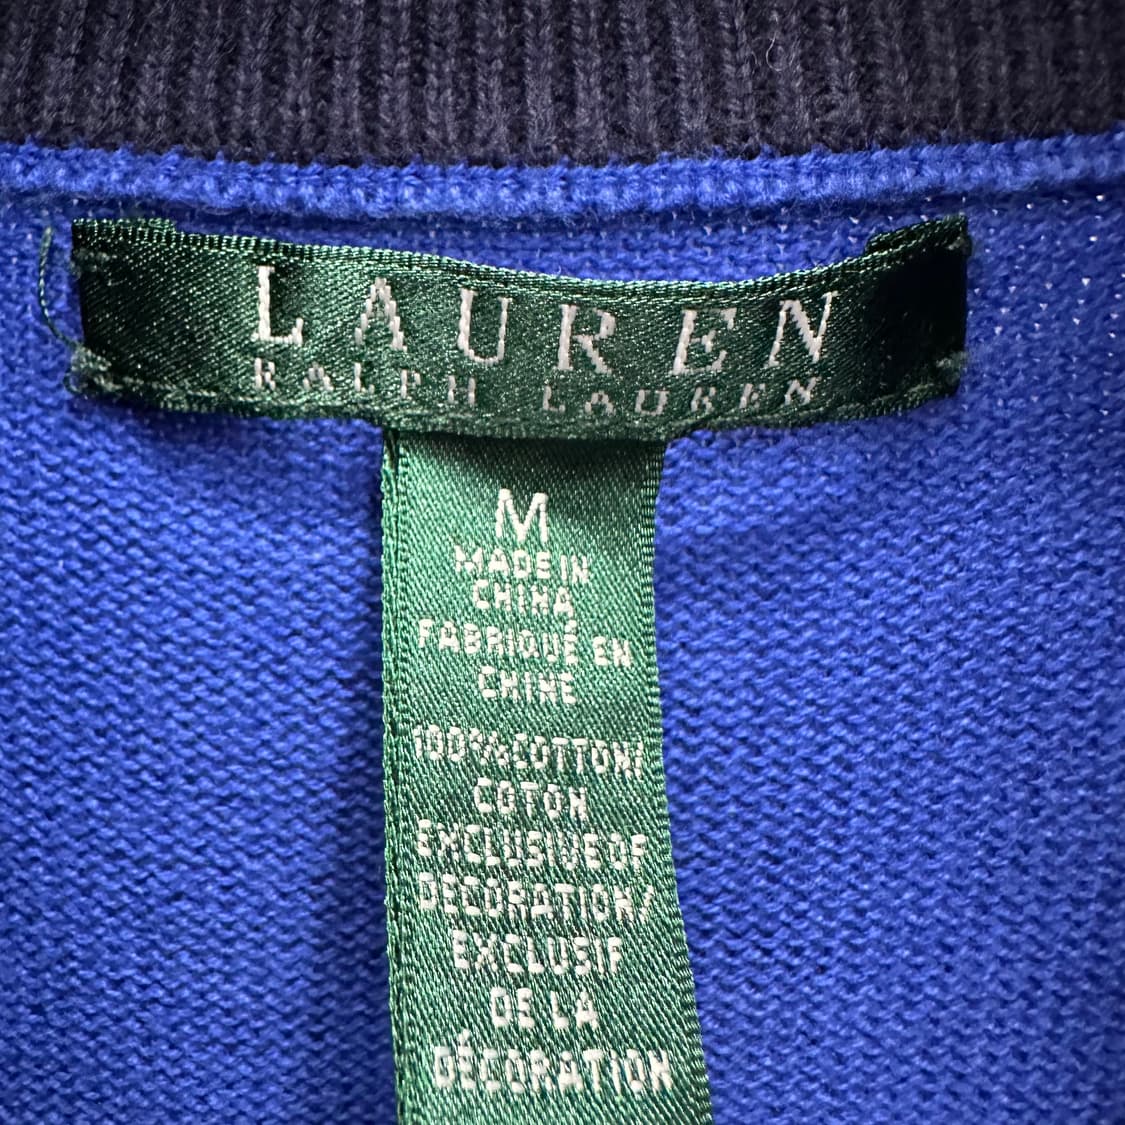 LAUREN
RALPH LAUREN
M
MADE IN
CHINA
FABRIQUÉ EN
CHINE
100% COTTON/
COTON
EXCLUSIVE OF
DECORATION/
EXCLUSIF
DE LA
DÉCORATION